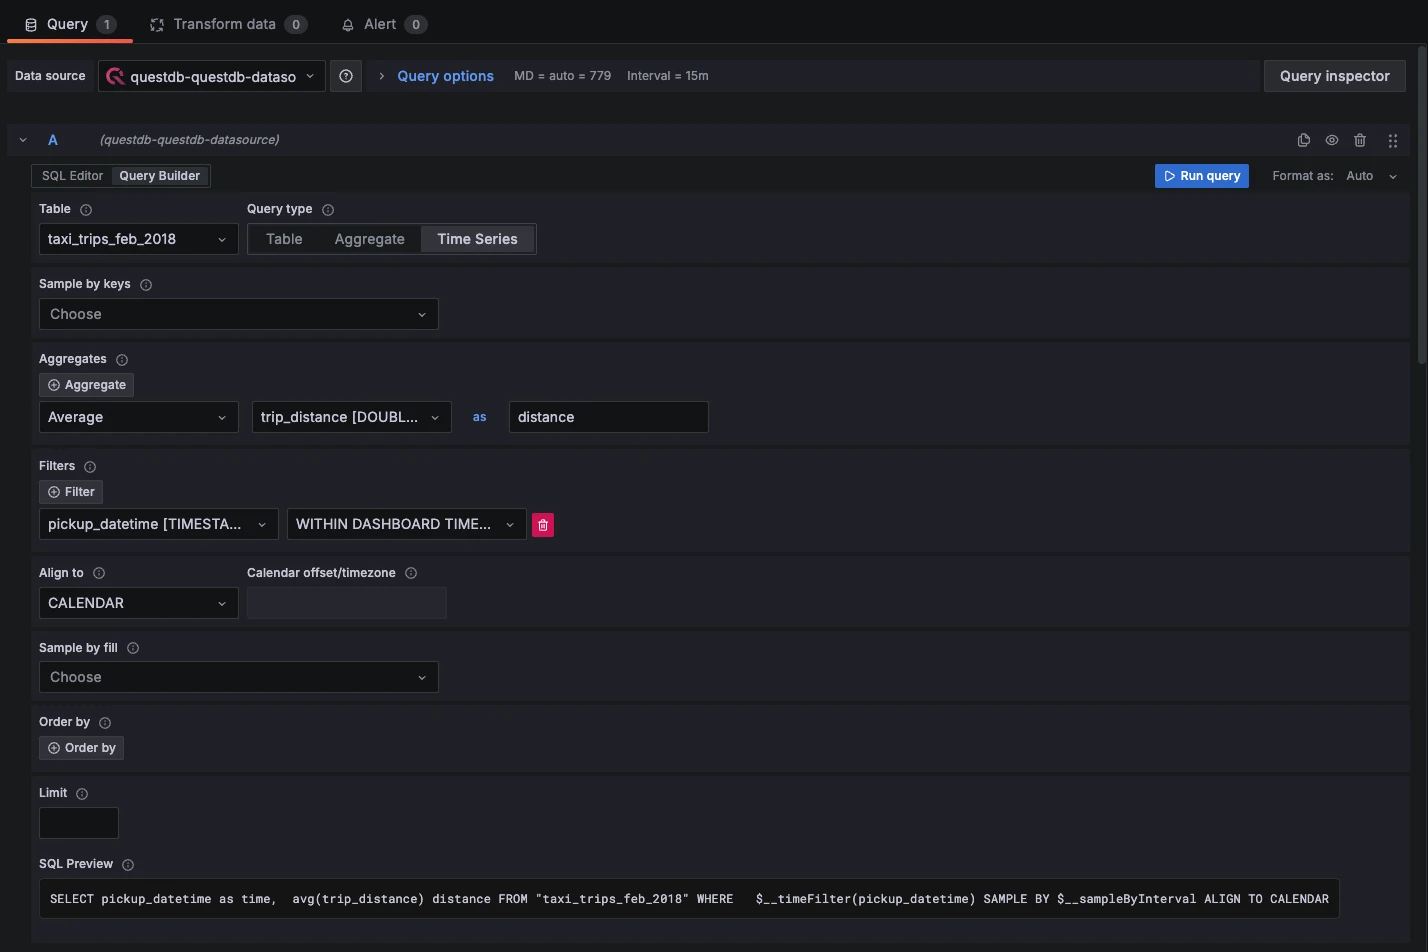 Query 1 Transform data 0 Alert 0
Data source questdb-questdb-dataso Query options MD = auto = 779 Interval = 15m Query inspector
A (questdb-questdb-datasource)
SQL Editor Query Builder Run query Format as: Auto
Table Query type
taxi_trips_feb_2018 Table Aggregate Time Series
Sample by keys
Choose
Aggregates
Aggregate
Average trip_distance [DOUBL... as distance
Filters
Filter
pickup_datetime [TIMESTA... WITHIN DASHBOARD TIME...
Align to Calendar offset/timezone
CALENDAR
Sample by fill
Choose
Order by
Order by
Limit
SQL Preview
SELECT pickup_datetime as time,  avg(trip_distance) distance FROM "taxi_trips_feb_2018" WHERE   $__timeFilter(pickup_datetime) SAMPLE BY $__sampleByInterval ALIGN TO CALENDAR